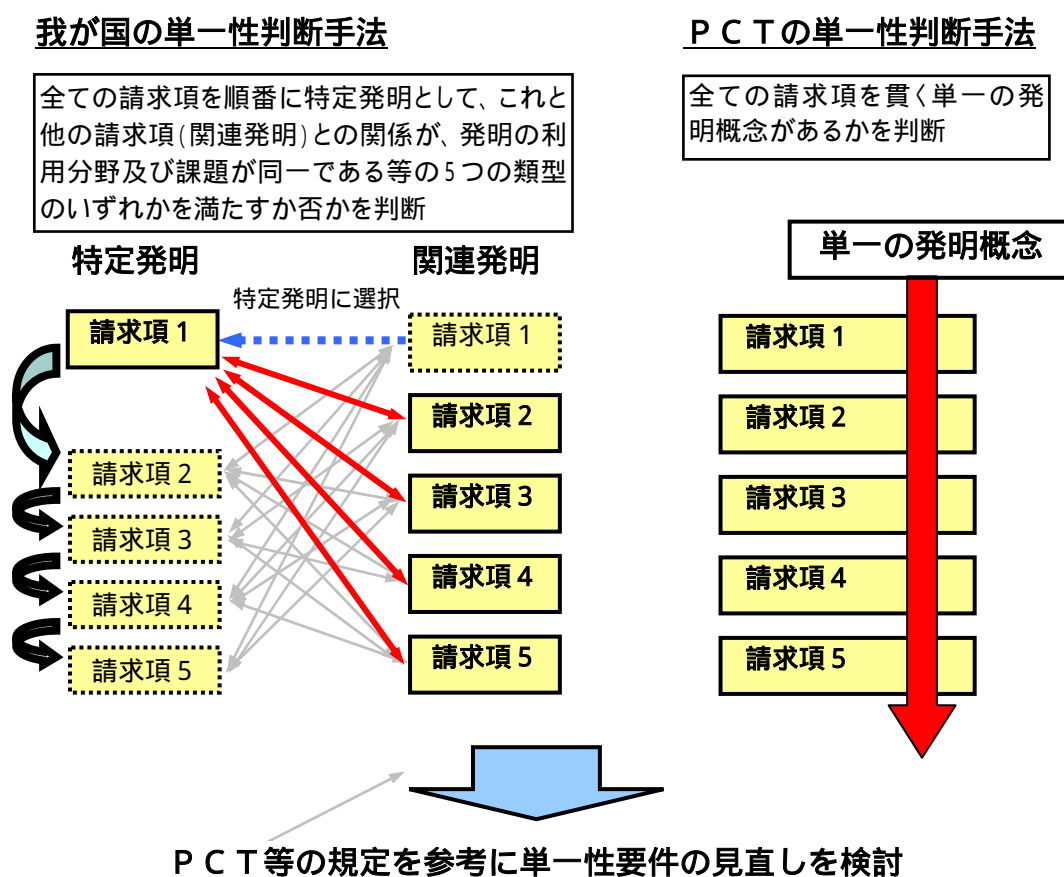 我が国の単一性判断手法
全ての請求項を順番に特定発明として、これと
他の請求項(関連発明)との関係が、発明の利
用分野及び課題が同一である等の5つの類型
のいずれかを満たすか否かを判断
特定発明
関連発明
特定発明に選択
請求項1
請求項2
請求項3
請求項4
請求項5
請求項1
請求項2
請求項3
請求項4
請求項5
PCTの単一性判断手法
全ての請求項を貫く単一の発
明概念があるかを判断
単一の発明概念
請求項1
請求項2
請求項3
請求項4
請求項5
PCT等の規定を参考に単一性要件の見直しを検討